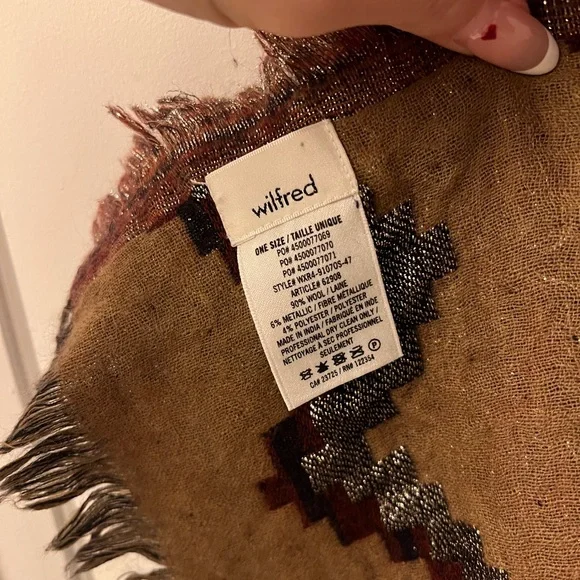 wilfred
ONE SIZE / TAILLE UNIQUE
PO# 4500077069
PO# 4500077070
PO# 4500077071
STYLE# WXR4-910705-47
ARTICLE# 62908
90% WOOL / LAINE
6% METALLIC / FIBRE METALLIQUE
4% POLYESTER / POLYESTER
MADE IN INDIA / FABRIQUÉ EN INDE
PROFESSIONAL DRY CLEAN ONLY /
NETTOYAGE A SEC PROFESSIONNEL
SEULEMENT
P
CA# 23725 / RN# 122354